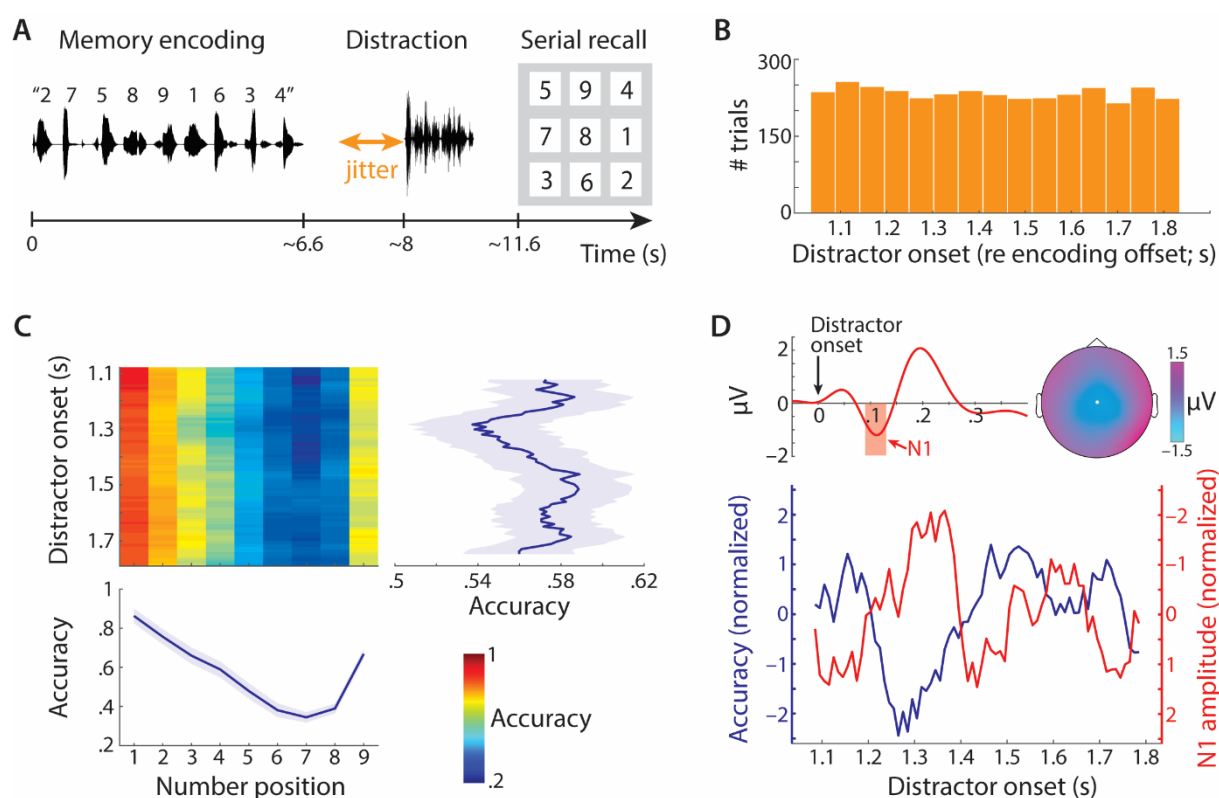 A
Memory encoding
Distraction
Serial recall
“2 7 5 8 9 1 6 3 4”
jitter
5 9 4
7 8 1
3 6 2
0
~6.6
~8
~11.6
Time (s)
B
# trials
300
150
0
1.1 1.2 1.3 1.4 1.5 1.6 1.7 1.8
Distractor onset (re encoding offset; s)
C
Distractor onset (s)
1.1
1.3
1.5
1.7
.5 .54 .58 .62
Accuracy
Accuracy
1
.8
.6
.4
.2
1 2 3 4 5 6 7 8 9
Number position
1
Accuracy
.2
D
Distractor
onset
µV
2
0
−2
0 .1 .2 .3
N1
1.5
µV
−1.5
Accuracy (normalized)
2
1
0
−1
−2
N1 amplitude (normalized)
−2
−1
0
1
2
1.1 1.2 1.3 1.4 1.5 1.6 1.7 1.8
Distractor onset (s)